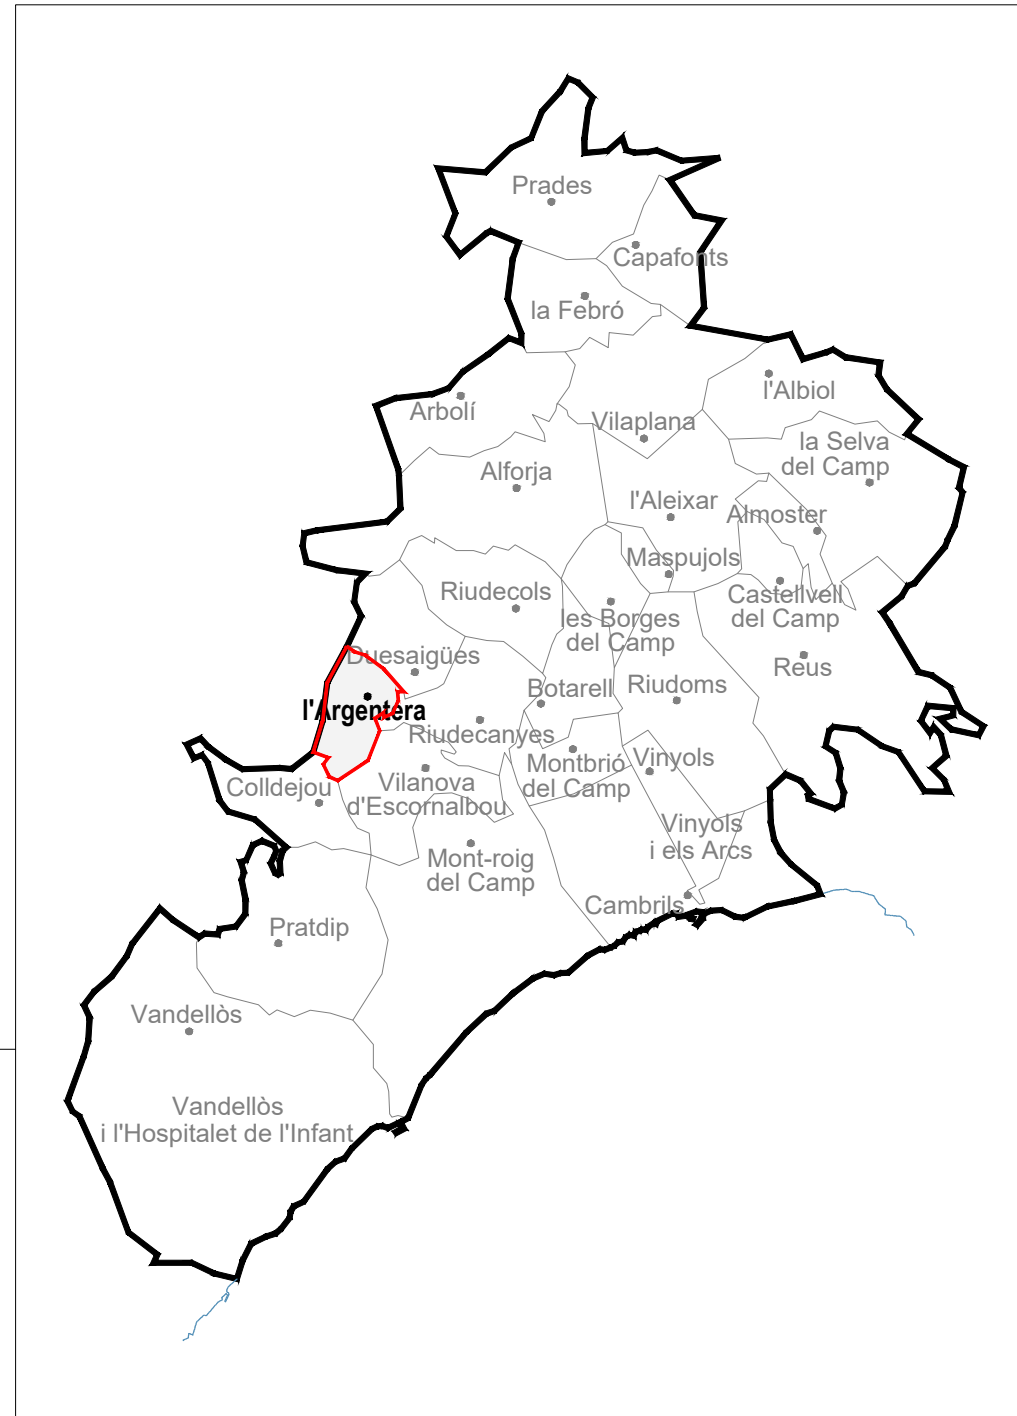 Prades
Capafonts
la Febró
l'Albiol
Arbolí
Vilaplana
la Selva
del Camp
Alforja
l'Aleixar
Almoster
Maspujols
Riudecols
Castellvell
del Camp
les Borges
del Camp
Duesaigües
Reus
Botarell
Riudoms
l'Argentera
Riudecanyes
Montbrió
del Camp
Vinyols
Colldejou
Vilanova
d'Escornalbou
Vinyols
i els Arcs
Mont-roig
del Camp
Cambrils
Pratdip
Vandellòs
Vandellòs
i l'Hospitalet de l'Infant